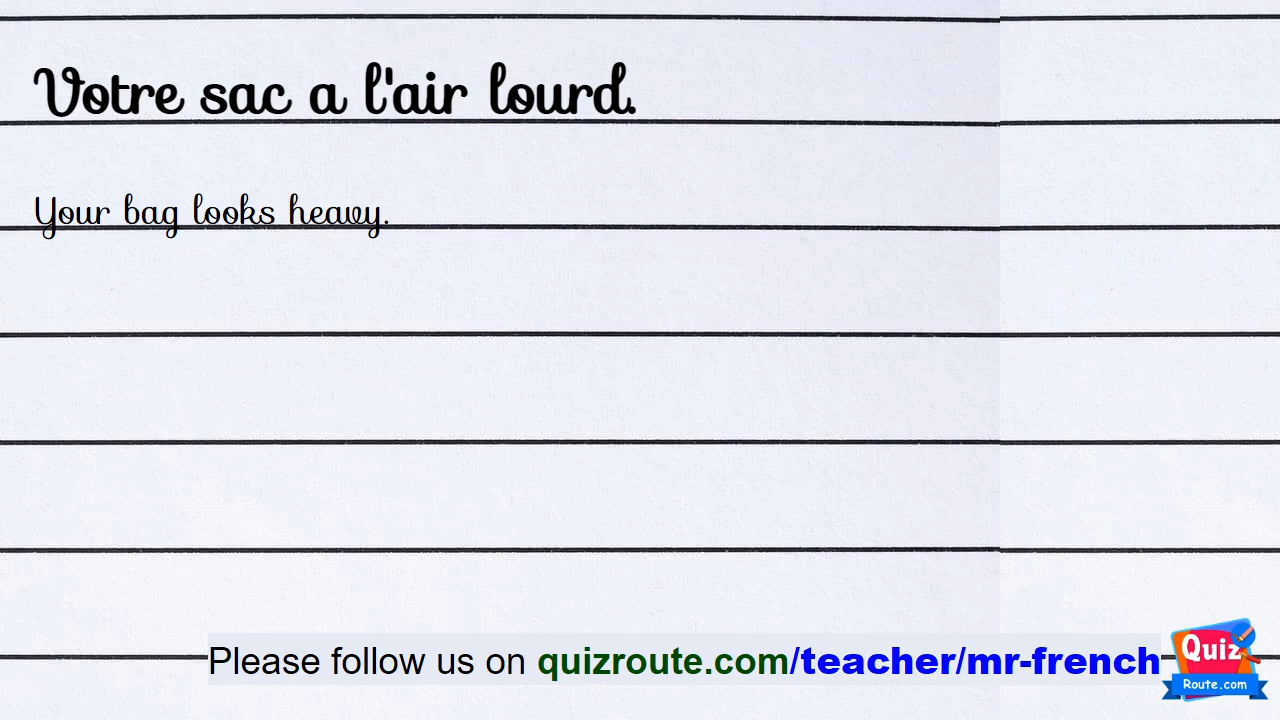 Votre sac a l'air lourd.
Your bag looks heavy.
Please follow us on quizroute.com/teacher/mr-french
Quiz
Route.com